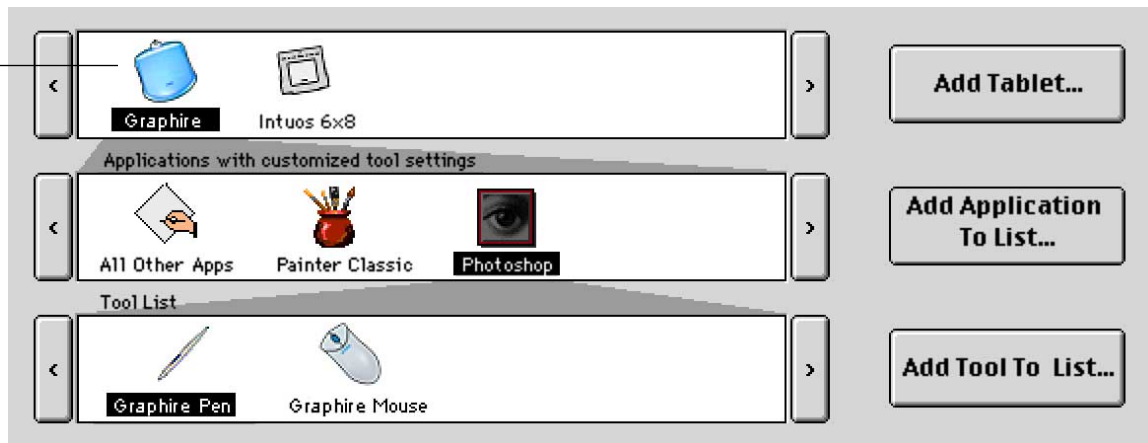 <
Graphire
Intuos 6x8
>
Add Tablet...
Applications with customized tool settings
<
All Other Apps
Painter Classic
Photoshop
>
Add Application
To List...
Tool List
<
Graphire Pen
Graphire Mouse
>
Add Tool To List...